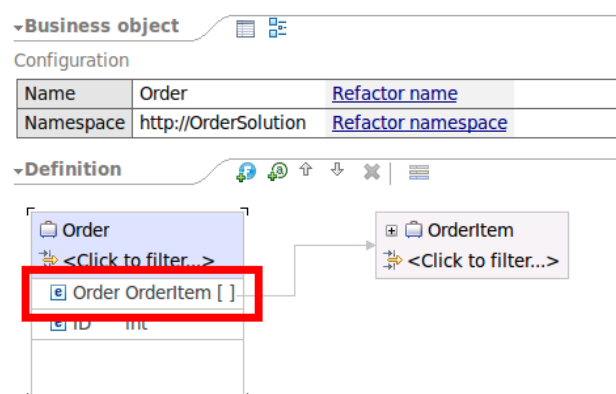 Business object
Configuration
Name Order Refactor name
Namespace http://OrderSolution Refactor namespace
Definition
Order
<Click to filter...>
e Order OrderItem [ ]
e ID int
OrderItem
<Click to filter...>